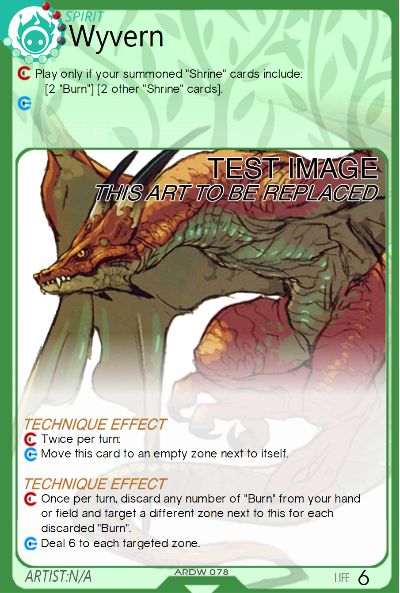 SPIRIT
Wyvern
Play only if your summoned "Shrine" cards include:
[2 "Burn"] [2 other "Shrine" cards].
TEST IMAGE
THIS ART TO BE REPLACED
TECHNIQUE EFFECT
Twice per turn:
Move this card to an empty zone next to itself.
TECHNIQUE EFFECT
Once per turn, discard any number of "Burn" from your hand
or field and target a different zone next to this for each
discarded "Burn".
Deal 6 to each targeted zone.
ARTIST:N/A
ARDW 078
LIFE 6